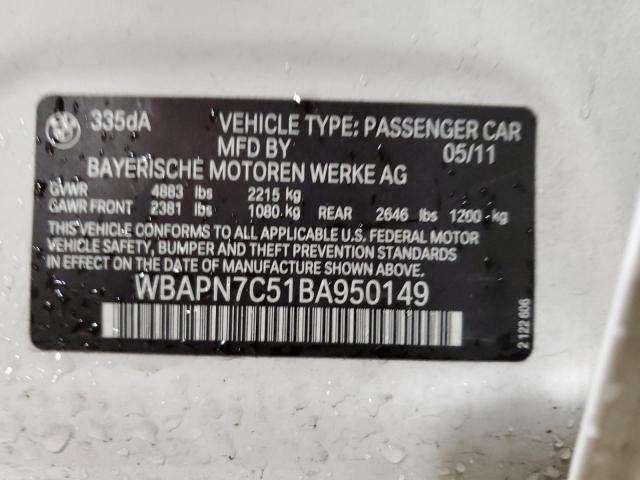 335dA VEHICLE TYPE: PASSENGER CAR
MFD BY 05/11
BAYERISCHE MOTOREN WERKE AG
GVWR 4883 lbs 2215 kg
GAWR FRONT 2381 lbs 1080 kg REAR 2646 lbs 1200 kg
THIS VEHICLE CONFORMS TO ALL APPLICABLE U.S. FEDERAL MOTOR
VEHICLE SAFETY, BUMPER AND THEFT PREVENTION STANDARDS
IN EFFECT ON THE DATE OF MANUFACTURE SHOWN ABOVE.
WBAPN7C51BA950149
2 122 606